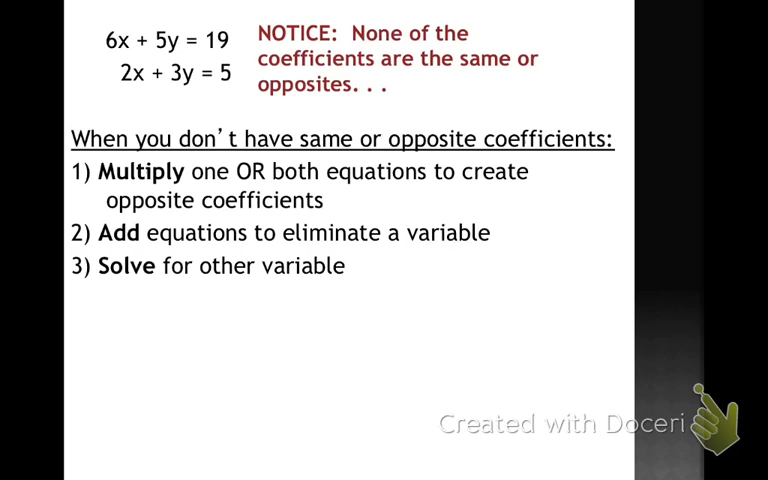 6x + 5y = 19
2x + 3y = 5
NOTICE: None of the
coefficients are the same or
opposites. . .
When you don’t have same or opposite coefficients:
1) Multiply one OR both equations to create
opposite coefficients
2) Add equations to eliminate a variable
3) Solve for other variable
Created with Doceri